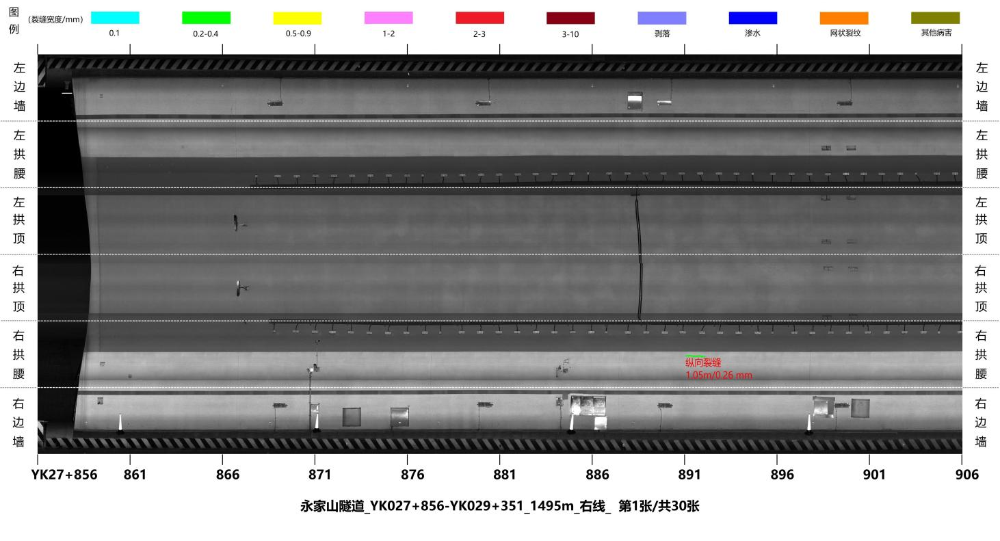 图例
(裂缝宽度/mm)
0.1 0.2-0.4 0.5-0.9 1-2 2-3 3-10 剥落 渗水 网状裂纹 其他病害
左边墙 左边墙
左拱腰 左拱腰
左拱顶 左拱顶
右拱顶 右拱顶
右拱腰 右拱腰
纵向裂缝
1.05m/0.26 mm
右边墙 右边墙
YK27+856 861 866 871 876 881 886 891 896 901 906
永家山隧道_YK027+856-YK029+351_1495m_右线_ 第1张/共30张